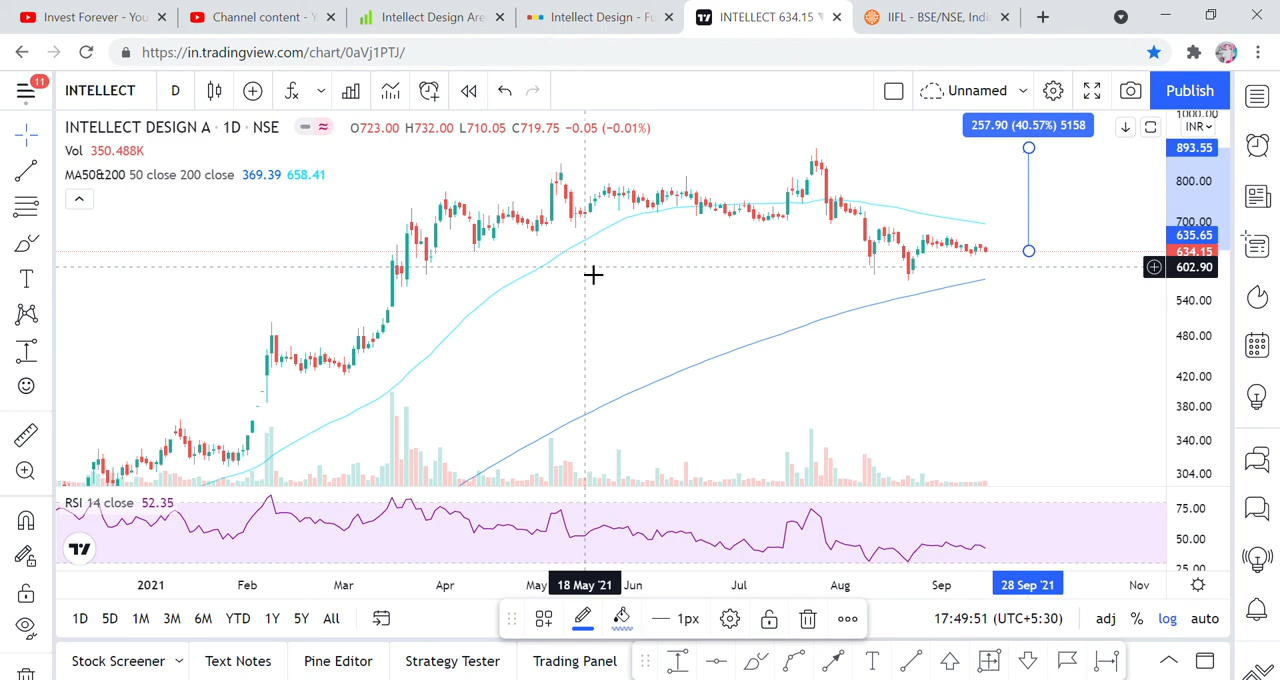 Invest Forever - You
Channel content - Y
Intellect Design Are
Intellect Design - Fu
INTELLECT 634.15
IIFL - BSE/NSE, Indi
https://in.tradingview.com/chart/0aVj1PTJ/
11
INTELLECT
D
Unnamed
Publish
INTELLECT DESIGN A · 1D · NSE
O723.00 H732.00 L710.05 C719.75 −0.05 (−0.01%)
257.90 (40.57%) 5158
1000.00
INR
Vol 350.488K
893.55
MA50&200 50 close 200 close 369.39 658.41
800.00
700.00
635.65
634.15
602.90
540.00
480.00
420.00
380.00
340.00
304.00
RSI 14 close 52.35
75.00
50.00
25.00
2021 Feb Mar Apr May 18 May '21 Jun Jul Aug Sep 28 Sep '21 Nov
1D 5D 1M 3M 6M YTD 1Y 5Y All
1px
17:49:51 (UTC+5:30)
adj % log auto
Stock Screener Text Notes Pine Editor Strategy Tester Trading Panel